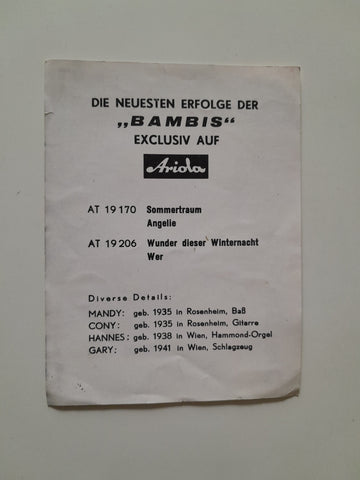 DIE NEUESTEN ERFOLGE DER
„BAMBIS“
EXCLUSIV AUF
Ariola
AT 19 170 Sommertraum
Angelie
AT 19 206 Wunder dieser Winternacht
Wer
Diverse Details:
MANDY: geb. 1935 in Rosenheim, Baß
CONY: geb. 1935 in Rosenheim, Gitarre
HANNES: geb. 1938 in Wien, Hammond-Orgel
GARY: geb. 1941 in Wien, Schlagzeug